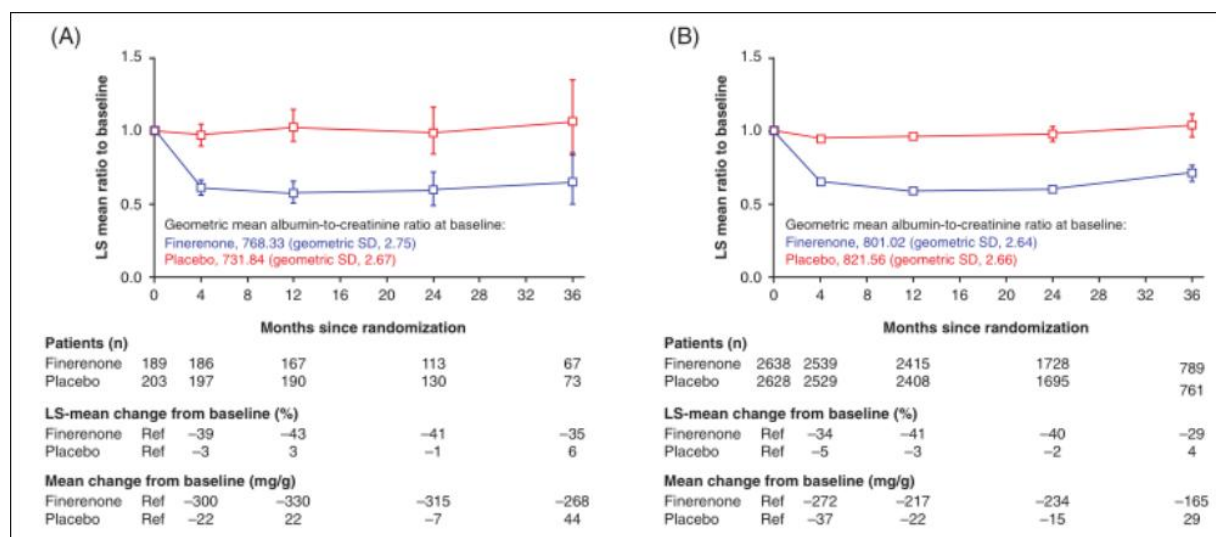 (A)
LS mean ratio to baseline
1.5
1.0
0.5
0.0
Geometric mean albumin-to-creatinine ratio at baseline:
Finerenone, 768.33 (geometric SD, 2.75)
Placebo, 731.84 (geometric SD, 2.67)
0 4 8 12 16 20 24 28 32 36
Months since randomization
Patients (n)
Finerenone 189 186 167 113 67
Placebo 203 197 190 130 73
LS-mean change from baseline (%)
Finerenone Ref –39 –43 –41 –35
Placebo Ref –3 3 –1 6
Mean change from baseline (mg/g)
Finerenone Ref –300 –330 –315 –268
Placebo Ref –22 22 –7 44
(B)
LS mean ratio to baseline
1.5
1.0
0.5
0.0
Geometric mean albumin-to-creatinine ratio at baseline:
Finerenone, 801.02 (geometric SD, 2.64)
Placebo, 821.56 (geometric SD, 2.66)
0 4 8 12 16 20 24 28 32 36
Months since randomization
Patients (n)
Finerenone 2638 2539 2415 1728 789
Placebo 2628 2529 2408 1695 761
LS-mean change from baseline (%)
Finerenone Ref –34 –41 –40 –29
Placebo Ref –5 –3 –2 4
Mean change from baseline (mg/g)
Finerenone Ref –272 –217 –234 –165
Placebo Ref –37 –22 –15 29